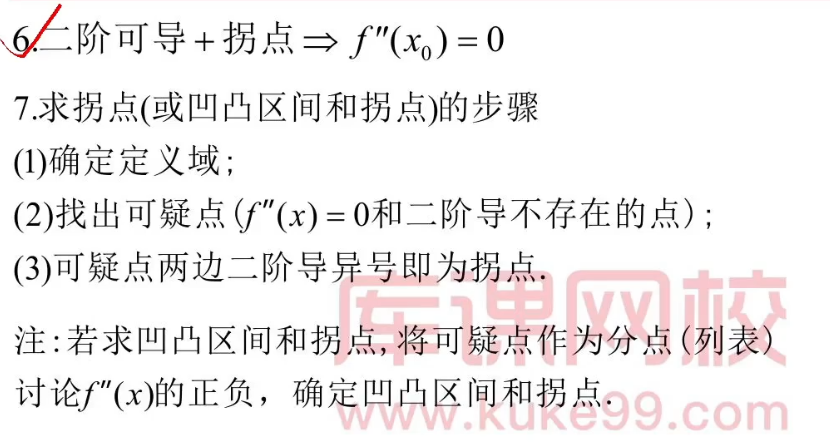 6.二阶可导+拐点⇒f″(x₀)=0
7.求拐点(或凹凸区间和拐点)的步骤
(1)确定定义域;
(2)找出可疑点(f″(x)=0和二阶导不存在的点);
(3)可疑点两边二阶导异号即为拐点.
注:若求凹凸区间和拐点,将可疑点作为分点(列表)
讨论f″(x)的正负，确定凹凸区间和拐点.
库课网校
www.kuke99.com